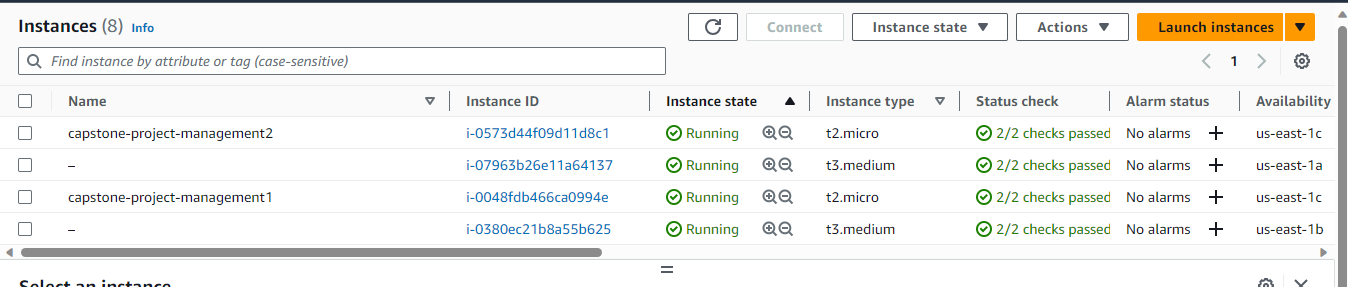 Instances (8) Info Connect Instance state Actions Launch instances
Find instance by attribute or tag (case-sensitive) 1
Name Instance ID Instance state Instance type Status check Alarm status Availability
capstone-project-management2 i-0573d44f09d11d8c1 Running t2.micro 2/2 checks passed No alarms + us-east-1c
– i-07963b26e11a64137 Running t3.medium 2/2 checks passed No alarms + us-east-1a
capstone-project-management1 i-0048fdb466ca0994e Running t2.micro 2/2 checks passed No alarms + us-east-1c
– i-0380ec21b8a55b625 Running t3.medium 2/2 checks passed No alarms + us-east-1b
Select an instance